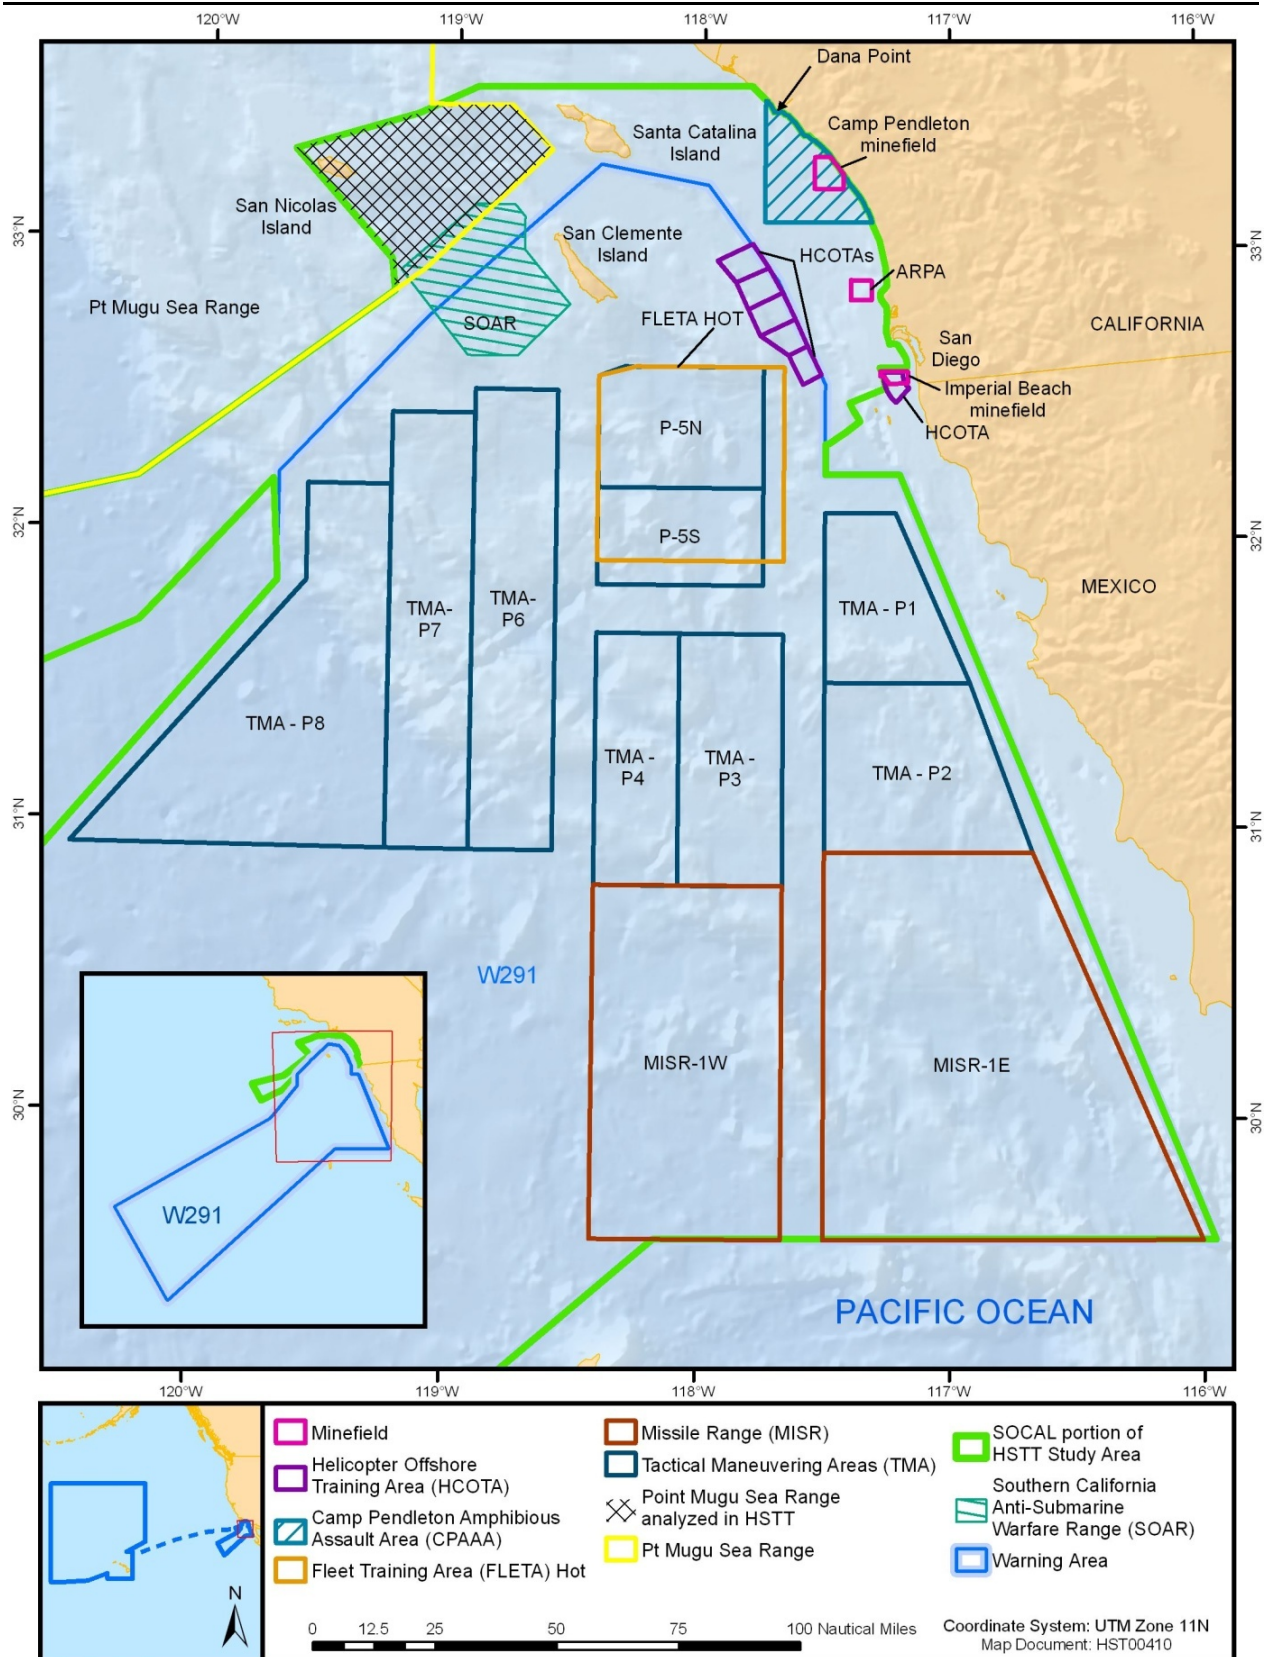 120°W 119°W 118°W 117°W 116°W
Dana Point
Camp Pendleton
minefield
Santa Catalina
Island
San Nicolas
Island
33°N
33°N
San Clemente
Island
HCOTAs
ARPA
Pt Mugu Sea Range
SOAR
FLETA HOT
CALIFORNIA
San
Diego
Imperial Beach
minefield
HCOTA
P-5N
32°N
32°N
P-5S
MEXICO
TMA-
P7
TMA-
P6
TMA - P1
TMA - P8
TMA -
P4
TMA -
P3
TMA - P2
31°N
31°N
W291
MISR-1W
MISR-1E
30°N
30°N
W291
PACIFIC OCEAN
120°W 119°W 118°W 117°W 116°W
Minefield
Helicopter Offshore
Training Area (HCOTA)
Camp Pendleton Amphibious
Assault Area (CPAAA)
Fleet Training Area (FLETA) Hot
Missile Range (MISR)
Tactical Maneuvering Areas (TMA)
Point Mugu Sea Range
analyzed in HSTT
Pt Mugu Sea Range
SOCAL portion of
HSTT Study Area
Southern California
Anti-Submarine
Warfare Range (SOAR)
Warning Area
N
0 12.5 25 50 75 100 Nautical Miles
Coordinate System: UTM Zone 11N
Map Document: HST00410